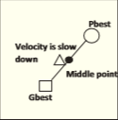 Pbest
Velocity is slow
down
Middle point
Gbest